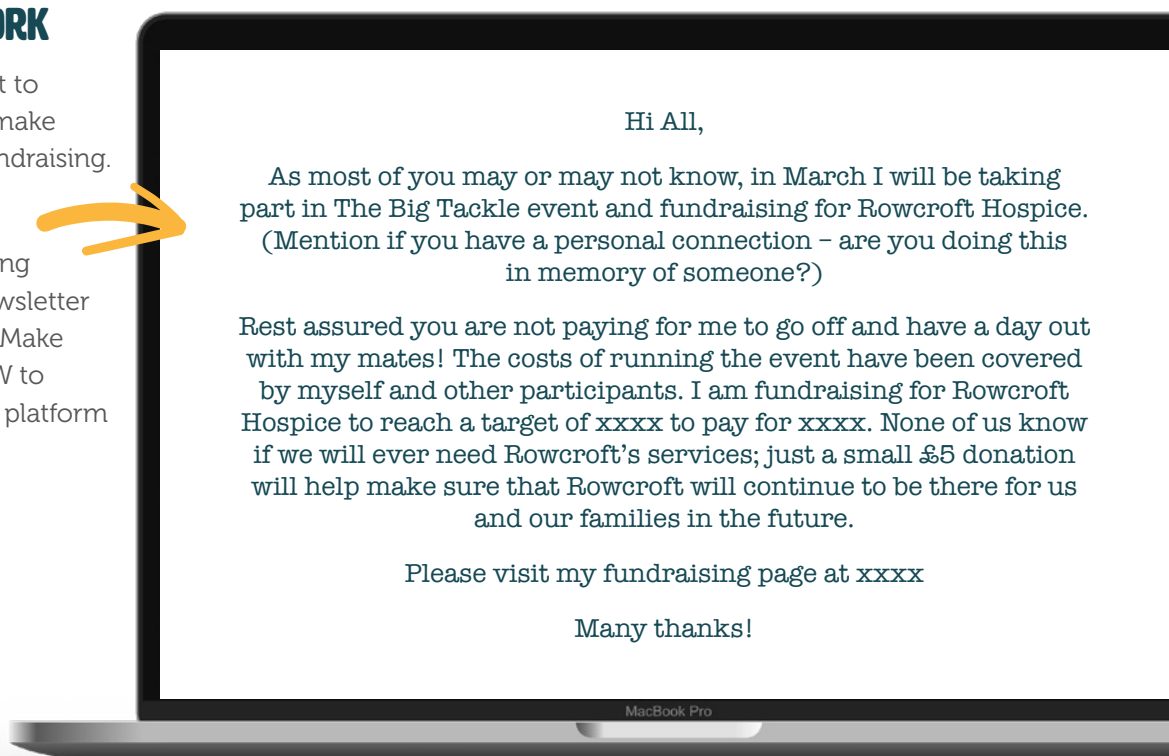 ORK
t to
make
ndraising.
ng
wsletter
Make
W to
platform
Hi All,
As most of you may or may not know, in March I will be taking
part in The Big Tackle event and fundraising for Rowcroft Hospice.
(Mention if you have a personal connection – are you doing this
in memory of someone?)
Rest assured you are not paying for me to go off and have a day out
with my mates! The costs of running the event have been covered
by myself and other participants. I am fundraising for Rowcroft
Hospice to reach a target of xxxx to pay for xxxx. None of us know
if we will ever need Rowcroft's services; just a small £5 donation
will help make sure that Rowcroft will continue to be there for us
and our families in the future.
Please visit my fundraising page at xxxx
Many thanks!
MacBook Pro